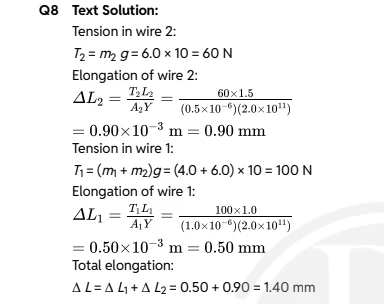 Q8 Text Solution:
Tension in wire 2:
T₂ = m₂ g = 6.0 × 10 = 60 N
Elongation of wire 2:
ΔL₂ = T₂L₂/A₂Y = 60×1.5/(0.5×10⁻⁶)(2.0×10¹¹)
= 0.90×10⁻³ m = 0.90 mm
Tension in wire 1:
T₁ = (m₁ + m₂)g = (4.0 + 6.0) × 10 = 100 N
Elongation of wire 1:
ΔL₁ = T₁L₁/A₁Y = 100×1.0/(1.0×10⁻⁶)(2.0×10¹¹)
= 0.50×10⁻³ m = 0.50 mm
Total elongation:
Δ L = Δ L₁ + Δ L₂ = 0.50 + 0.90 = 1.40 mm